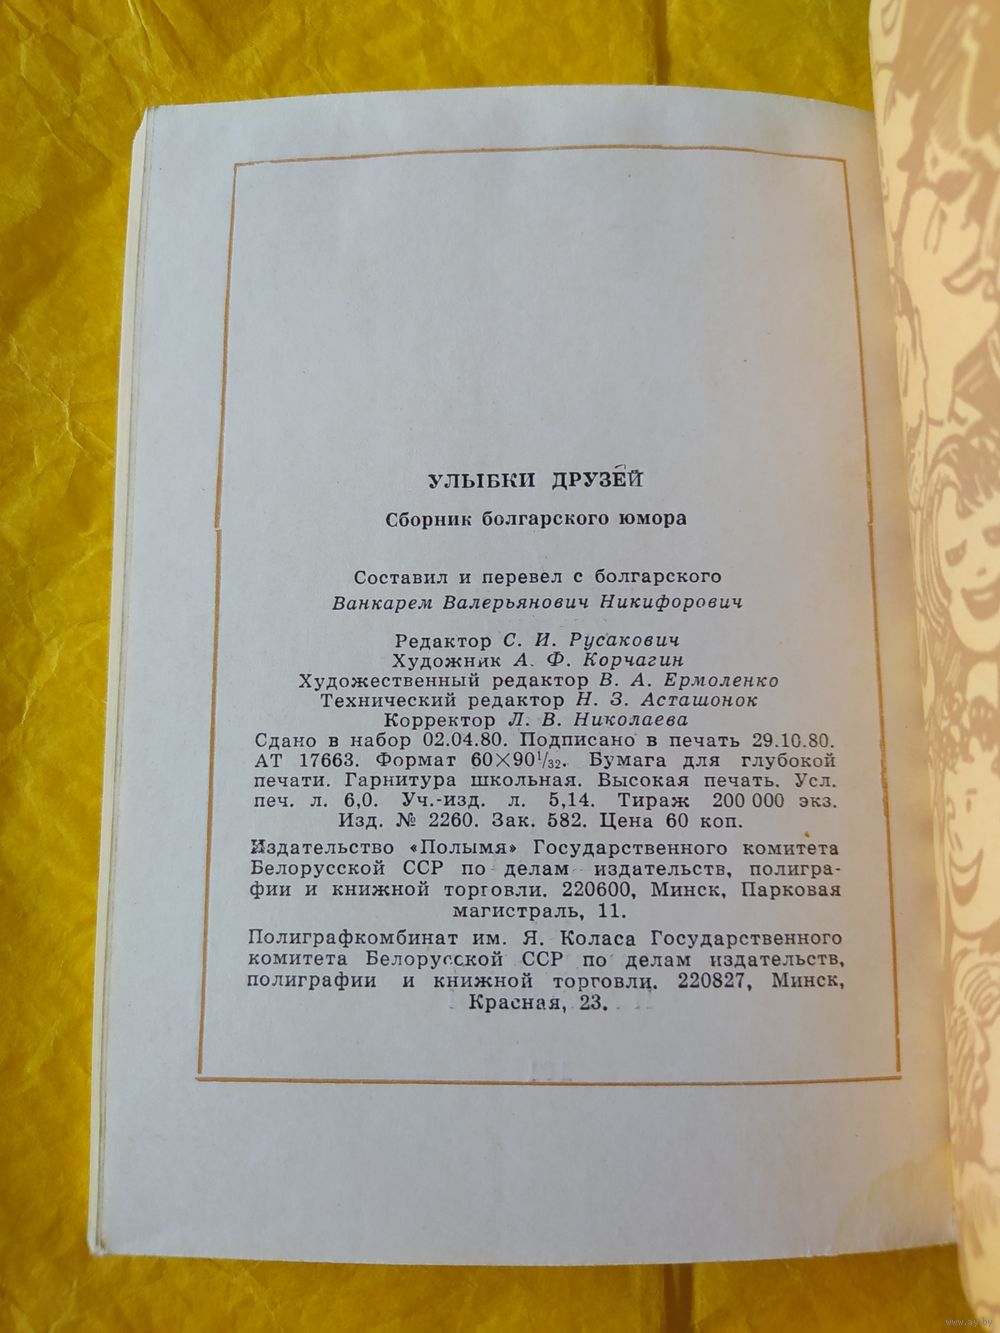 УЛЫБКИ ДРУЗЕЙ
Сборник болгарского юмора
Составил и перевел с болгарского
Ванкарем Валерьянович Никифорович
Редактор С. И. Русакович
Художник А. Ф. Корчагин
Художественный редактор В. А. Ермоленко
Технический редактор Н. З. Асташонок
Корректор Л. В. Николаева
Сдано в набор 02.04.80. Подписано в печать 29.10.80.
АТ 17663. Формат 60×90¹/₃₂. Бумага для глубокой
печати. Гарнитура школьная. Высокая печать. Усл.
печ. л. 6,0. Уч.-изд. л. 5,14. Тираж 200 000 экз.
Изд. № 2260. Зак. 582. Цена 60 коп.
Издательство «Полымя» Государственного комитета
Белорусской ССР по делам издательств, полигра-
фии и книжной торговли. 220600, Минск, Парковая
магистраль, 11.
Полиграфкомбинат им. Я. Коласа Государственного
комитета Белорусской ССР по делам издательств,
полиграфии и книжной торговли. 220827, Минск,
Красная, 23.
www.ay.by